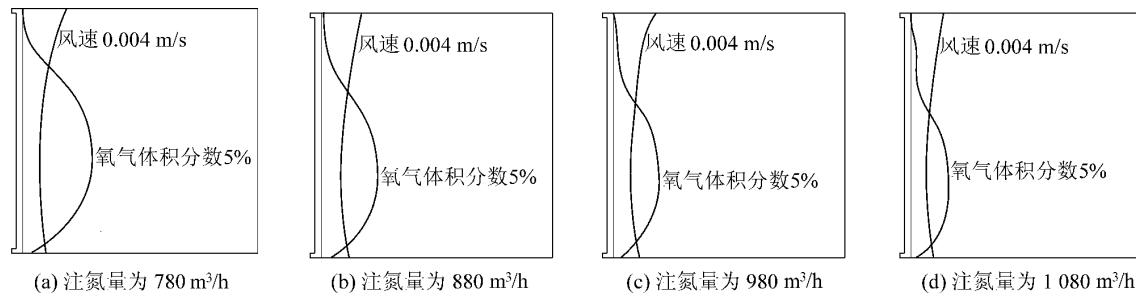 风速 0.004 m/s
氧气体积分数5%
(a) 注氮量为 780 m³/h
风速 0.004 m/s
氧气体积分数5%
(b) 注氮量为 880 m³/h
风速 0.004 m/s
氧气体积分数5%
(c) 注氮量为 980 m³/h
风速 0.004 m/s
氧气体积分数5%
(d) 注氮量为 1 080 m³/h